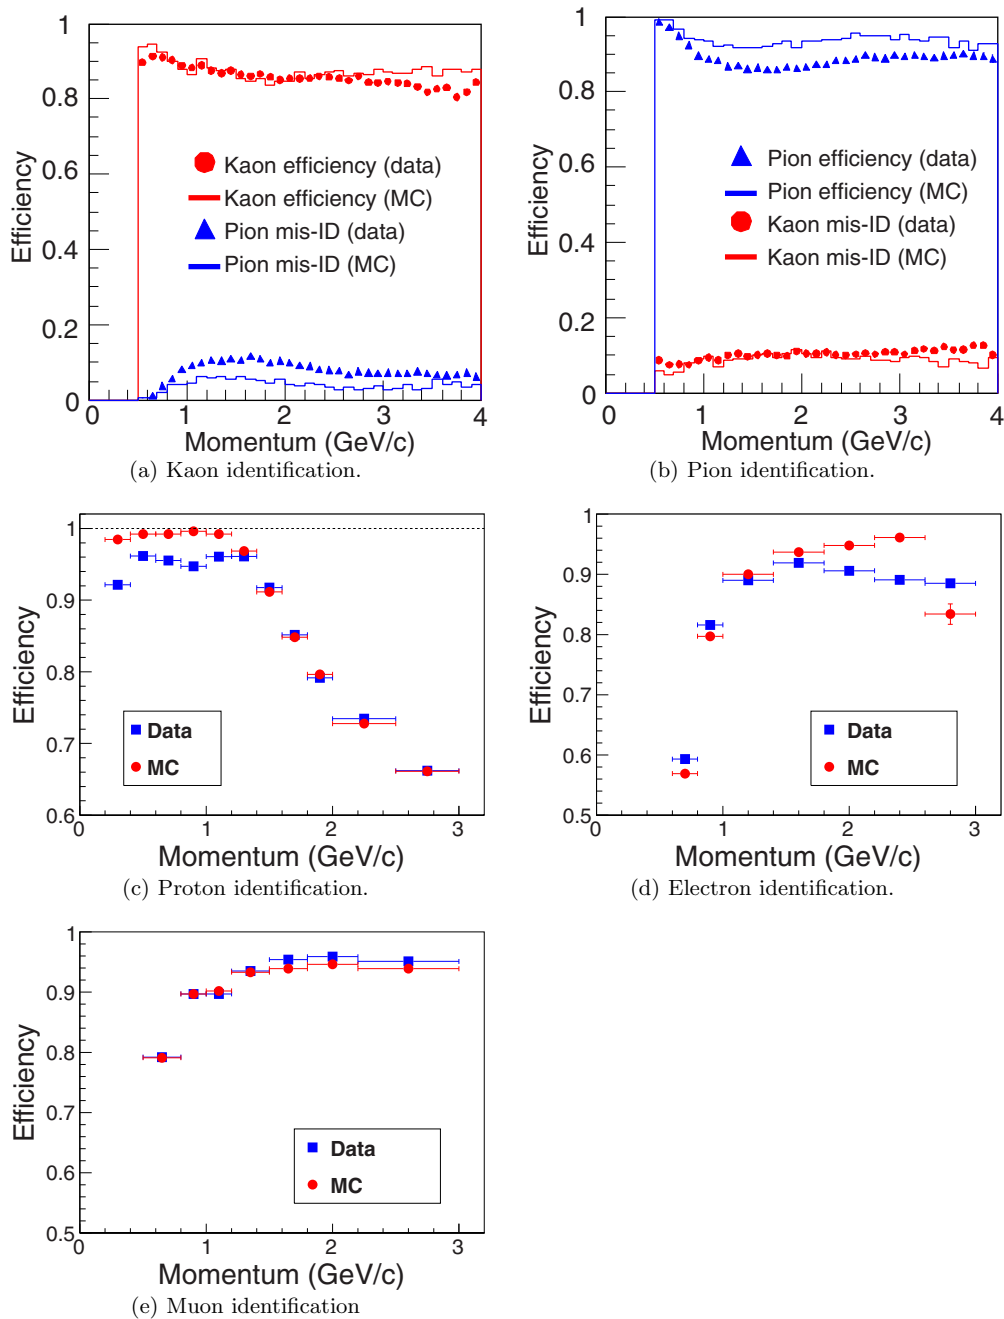 1
0.8
0.6
0.4
0.2
0
Efficiency
Kaon efficiency (data)
Kaon efficiency (MC)
Pion mis-ID (data)
Pion mis-ID (MC)
0 1 2 3 4
Momentum (GeV/c)
(a) Kaon identification.
1
0.8
0.6
0.4
0.2
0
Efficiency
Pion efficiency (data)
Pion efficiency (MC)
Kaon mis-ID (data)
Kaon mis-ID (MC)
0 1 2 3 4
Momentum (GeV/c)
(b) Pion identification.
1
0.9
0.8
0.7
0.6
Efficiency
Data
MC
0 1 2 3
Momentum (GeV/c)
(c) Proton identification.
1
0.9
0.8
0.7
0.6
0.5
Efficiency
Data
MC
0 1 2 3
Momentum (GeV/c)
(d) Electron identification.
1
0.9
0.8
0.7
0.6
0.5
Efficiency
Data
MC
0 1 2 3
Momentum (GeV/c)
(e) Muon identification